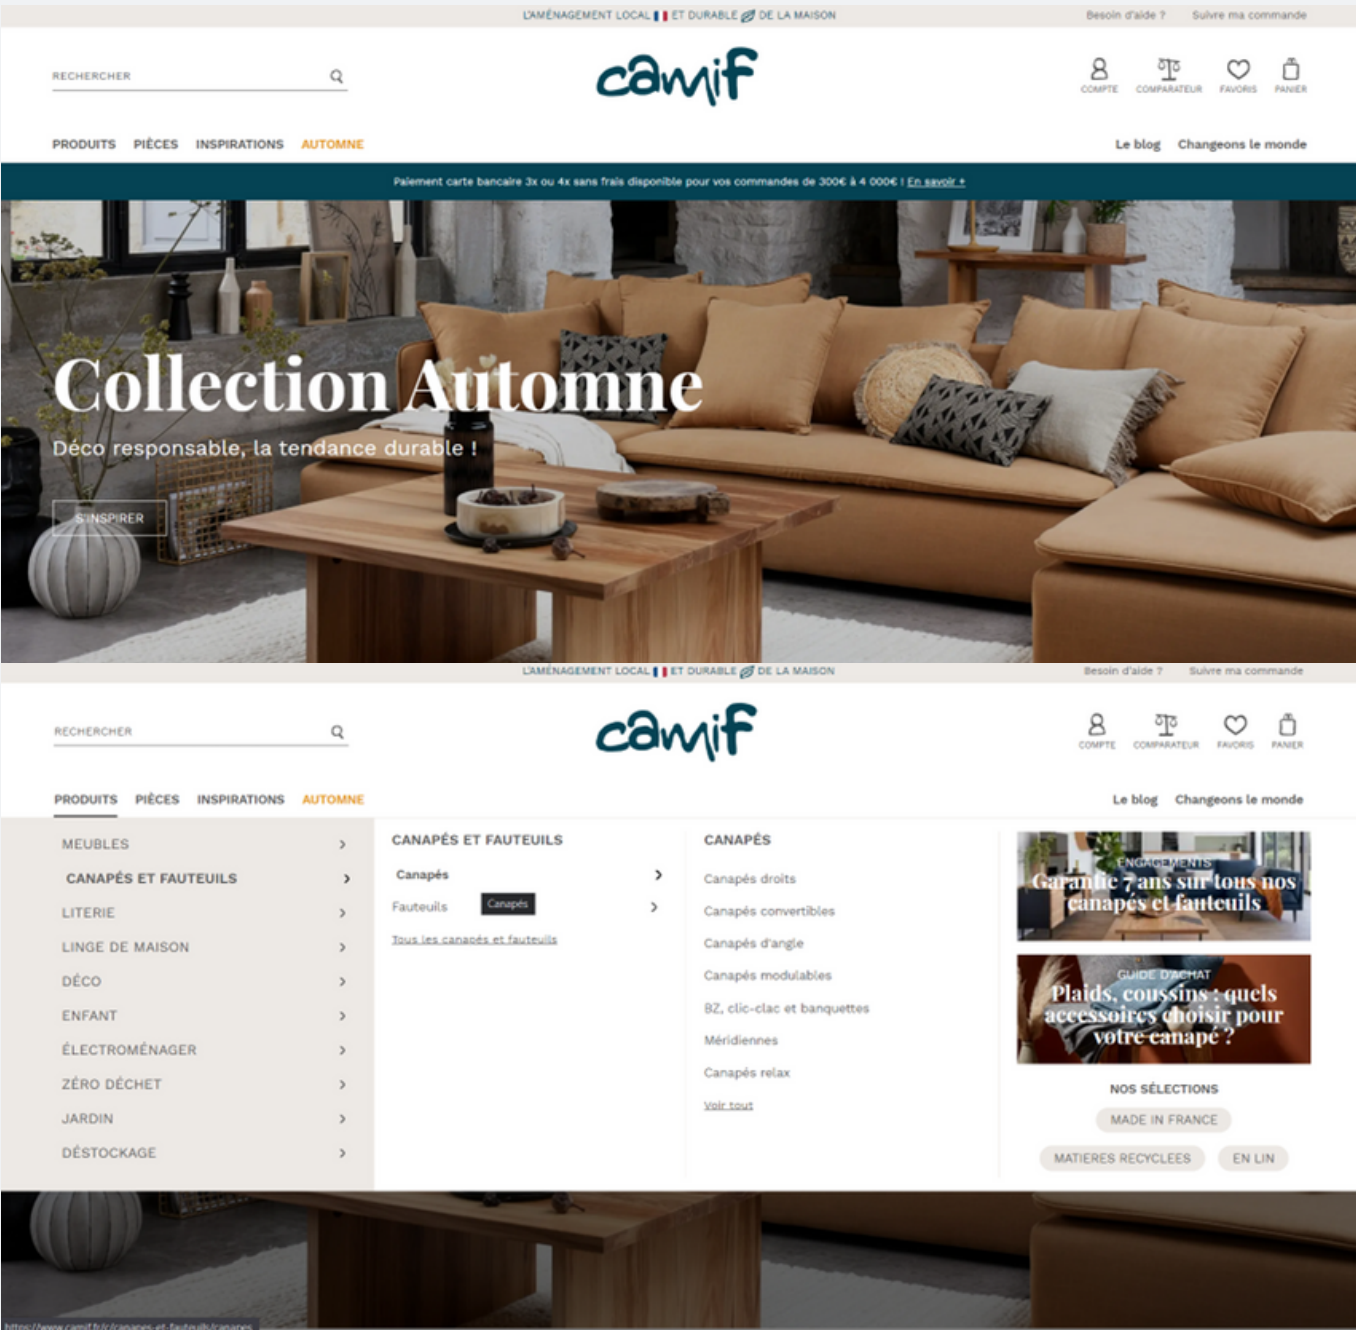 L'AMÉNAGEMENT LOCAL ET DURABLE DE LA MAISON
Besoin d'aide ? Suivre ma commande
RECHERCHER
camif
COMPTE COMPARATEUR FAVORIS PANIER
PRODUITS PIÈCES INSPIRATIONS AUTOMNE
Le blog Changeons le monde
Paiement carte bancaire 3x ou 4x sans frais disponible pour vos commandes de 300€ à 4 000€ ! En savoir +
Collection Automne
Déco responsable, la tendance durable !
S'INSPIRER
L'AMÉNAGEMENT LOCAL ET DURABLE DE LA MAISON
Besoin d'aide ? Suivre ma commande
RECHERCHER
camif
COMPTE COMPARATEUR FAVORIS PANIER
PRODUITS PIÈCES INSPIRATIONS AUTOMNE
Le blog Changeons le monde
MEUBLES
CANAPÉS ET FAUTEUILS
LITERIE
LINGE DE MAISON
DÉCO
ENFANT
ÉLECTROMÉNAGER
ZÉRO DÉCHET
JARDIN
DÉSTOCKAGE
CANAPÉS ET FAUTEUILS
Canapés
Fauteuils
Canapés
Tous les canapés et fauteuils
CANAPÉS
Canapés droits
Canapés convertibles
Canapés d'angle
Canapés modulables
BZ, clic-clac et banquettes
Méridiennes
Canapés relax
Voir tout
ENGAGEMENTS
Garantie 7 ans sur tous nos
canapés et fauteuils
GUIDE D'ACHAT
Plaids, coussins : quels
accessoires choisir pour
votre canapé ?
NOS SÉLECTIONS
MADE IN FRANCE
MATIERES RECYCLEES EN LIN
https://www.camif.fr/c/canapes-et-fauteuils/canapes